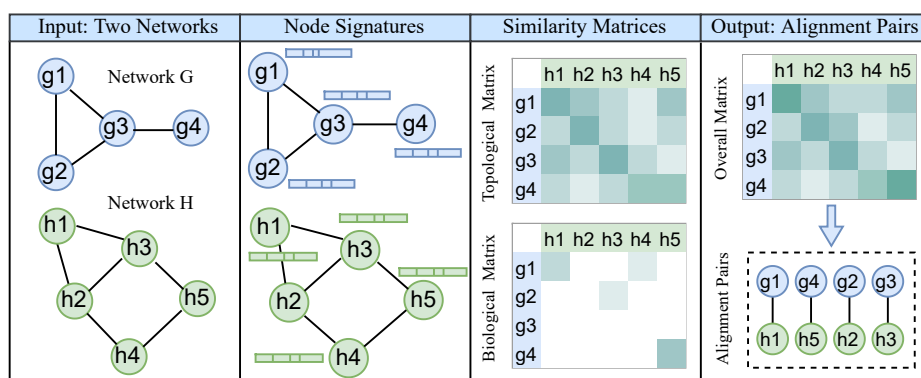 Input: Two Networks
Node Signatures
Similarity Matrices
Output: Alignment Pairs
Network G
g1
g2
g3
g4
Network H
h1
h2
h3
h4
h5
g1
g2
g3
g4
h1
h2
h3
h4
h5
Topological Matrix
h1 h2 h3 h4 h5
g1
g2
g3
g4
Biological Matrix
h1 h2 h3 h4 h5
g1
g2
g3
g4
Overall Matrix
h1 h2 h3 h4 h5
g1
g2
g3
g4
Alignment Pairs
g1 g4 g2 g3
h1 h5 h2 h3